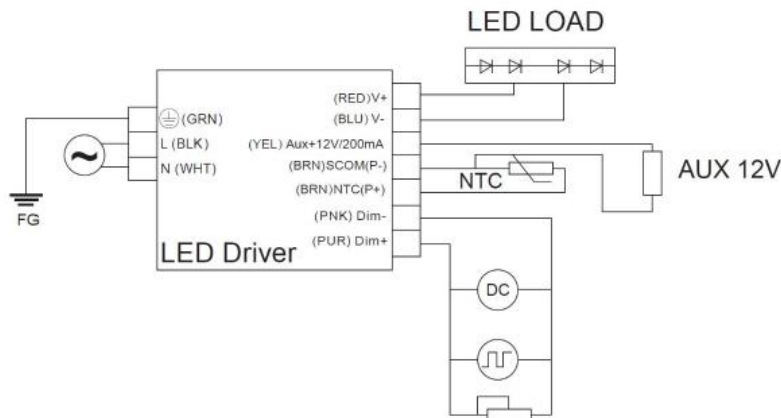 LED LOAD
(RED)V+
(BLU) V-
(GRN)
L (BLK)
N (WHT)
(YEL) Aux+12V/200mA
(BRN)SCOM(P-)
(BRN)NTC(P+)
(PNK) Dim-
(PUR) Dim+
LED Driver
FG
NTC
AUX 12V
DC